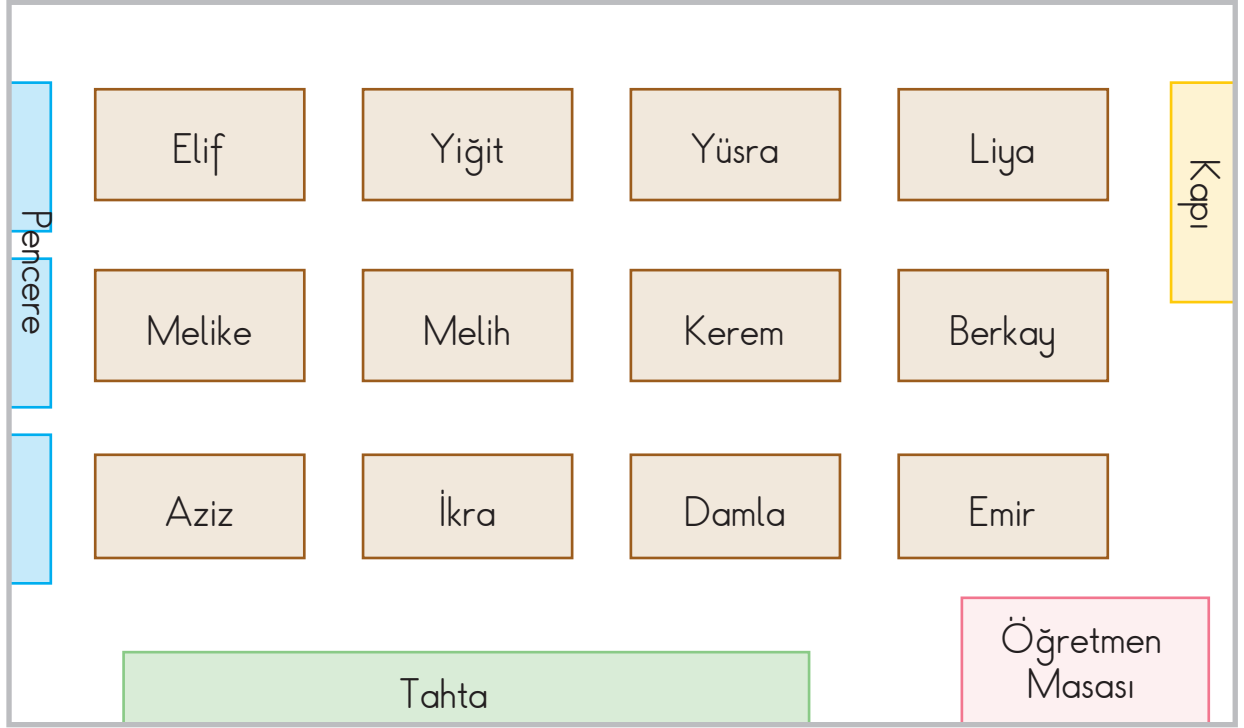 Elif
Yiğit
Yüsra
Liya
Kapı
Pencere
Melike
Melih
Kerem
Berkay
Aziz
İkra
Damla
Emir
Öğretmen
Masası
Tahta